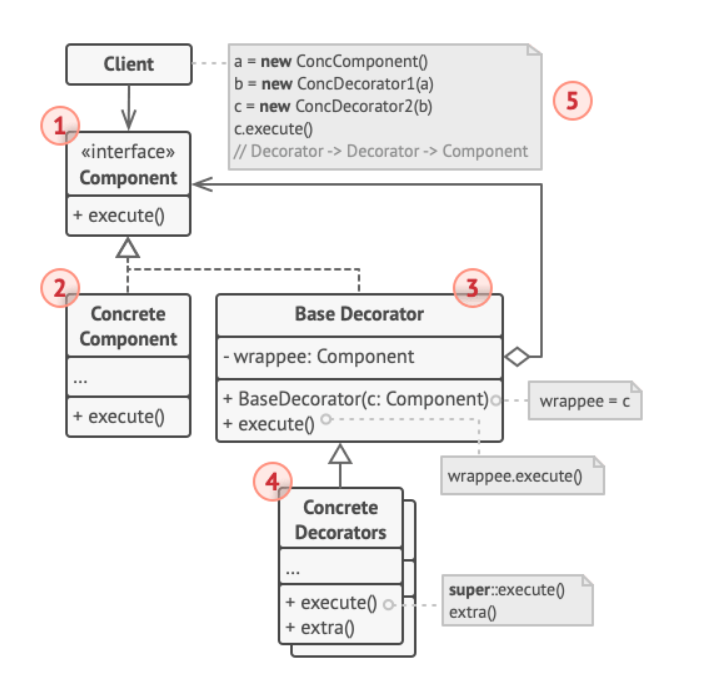 Client
a = new ConcComponent()
b = new ConcDecorator1(a)
c = new ConcDecorator2(b)
c.execute()
// Decorator -> Decorator -> Component
5
1
«interface»
Component
+ execute()
2
Concrete
Component
...
+ execute()
3
Base Decorator
- wrappee: Component
+ BaseDecorator(c: Component)
+ execute()
wrappee = c
wrappee.execute()
4
Concrete
Decorators
...
+ execute()
+ extra()
super::execute()
extra()